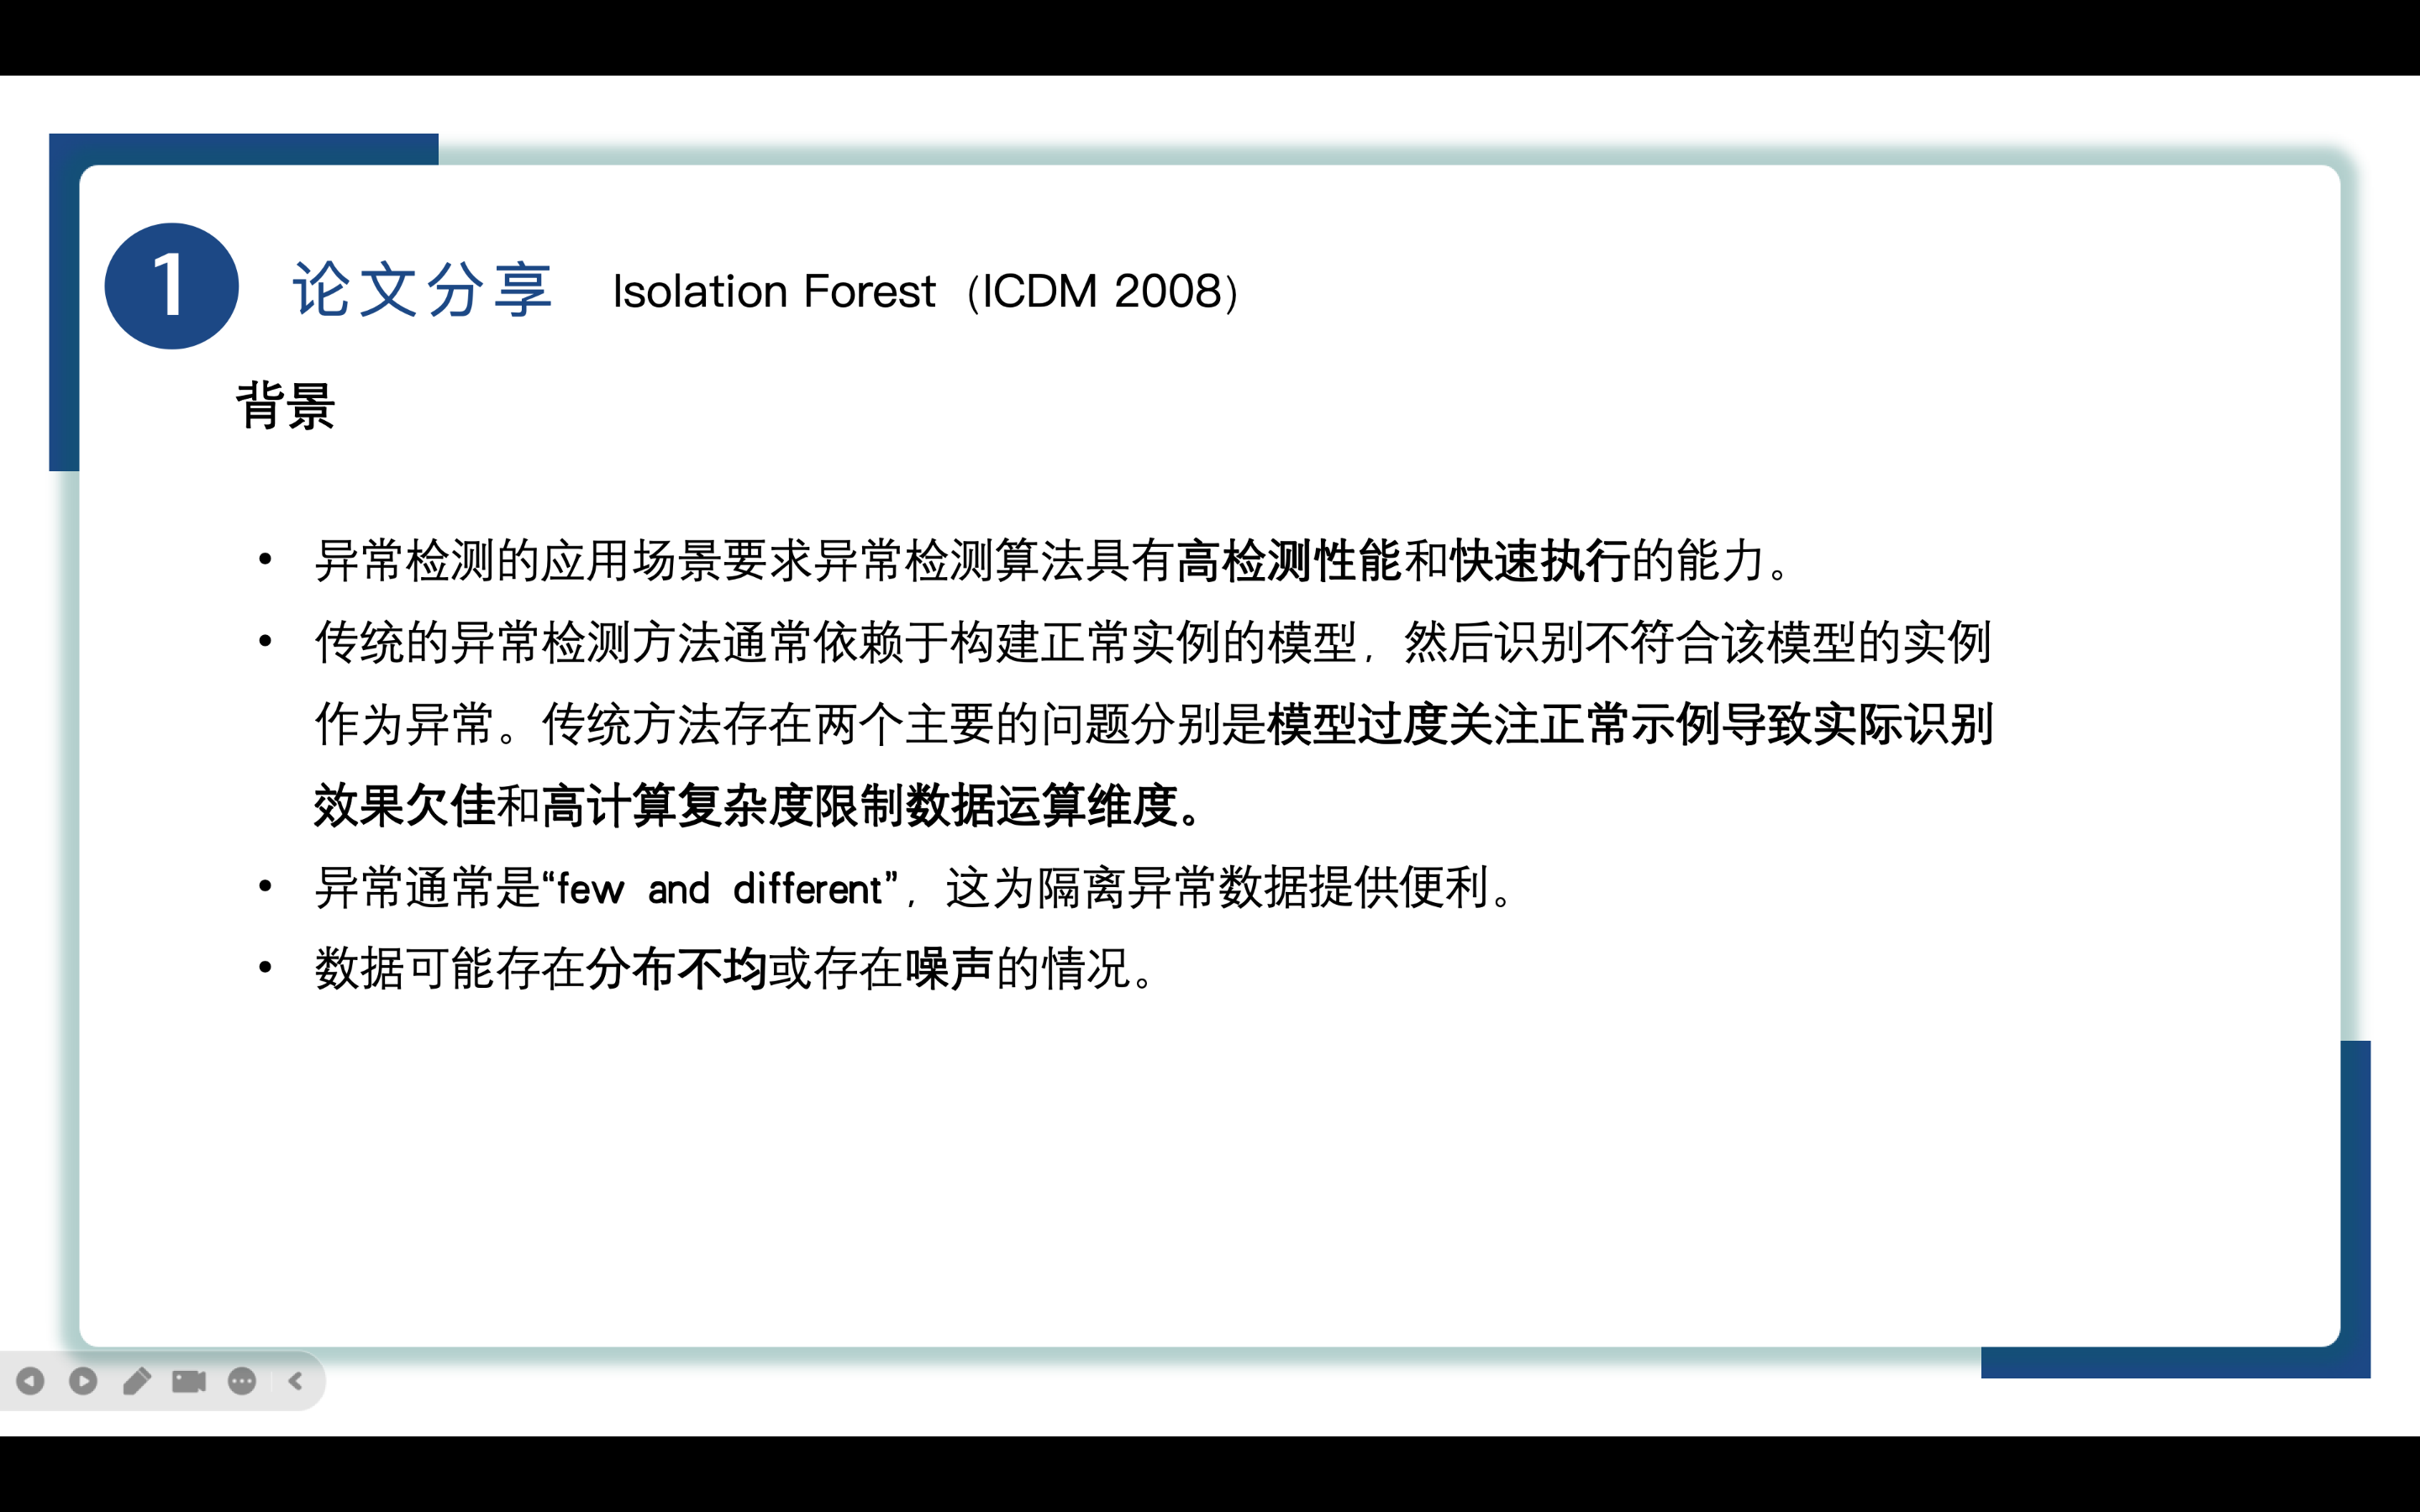 1
论文分享 Isolation Forest（ICDM 2008）
背景
• 异常检测的应用场景要求异常检测算法具有高检测性能和快速执行的能力。
• 传统的异常检测方法通常依赖于构建正常实例的模型，然后识别不符合该模型的实例
作为异常。传统方法存在两个主要的问题分别是模型过度关注正常示例导致实际识别
效果欠佳和高计算复杂度限制数据运算维度。
• 异常通常是“few and different”，这为隔离异常数据提供便利。
• 数据可能存在分布不均或存在噪声的情况。